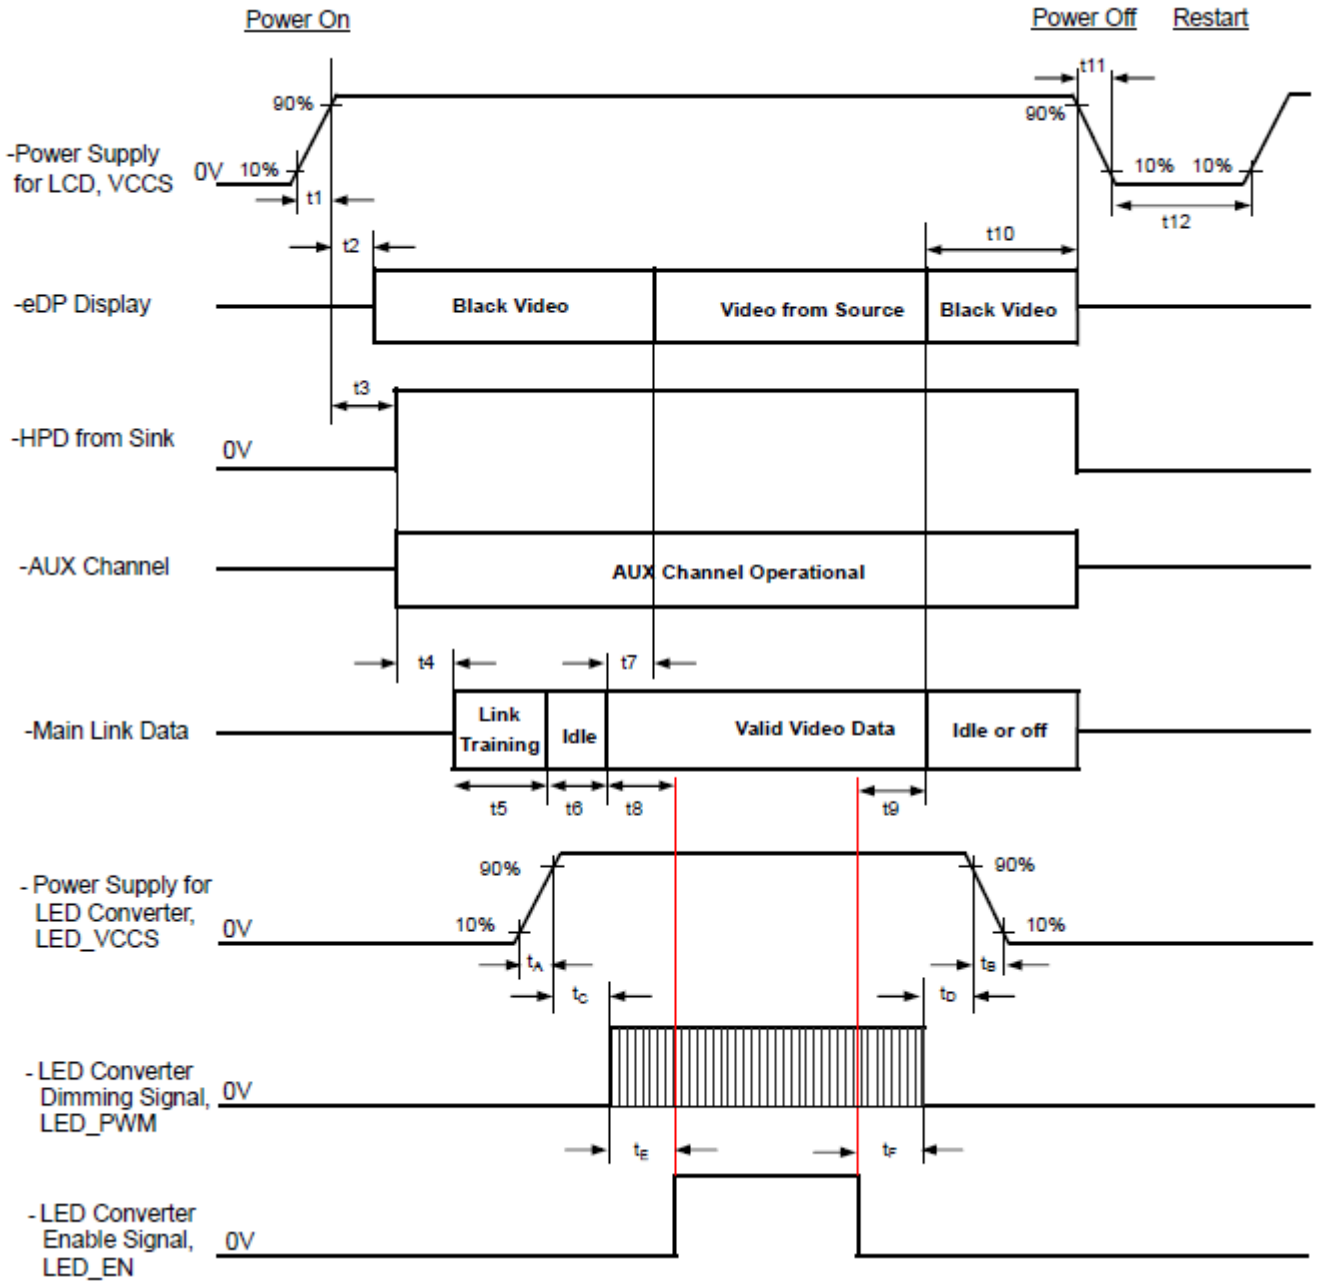 Power On
Power Off
Restart
t11
90%
90%
-Power Supply
for LCD, VCCS
0V
10%
10%
10%
t1
t12
t2
t10
-eDP Display
Black Video
Video from Source
Black Video
t3
-HPD from Sink
0V
-AUX Channel
AUX Channel Operational
t4
t7
-Main Link Data
Link
Training
Idle
Valid Video Data
Idle or off
t5
t6
t8
t9
90%
90%
- Power Supply for
LED Converter,
LED_VCCS
0V
10%
10%
tA
tB
tC
tD
- LED Converter
Dimming Signal,
LED_PWM
0V
tE
tF
- LED Converter
Enable Signal,
LED_EN
0V